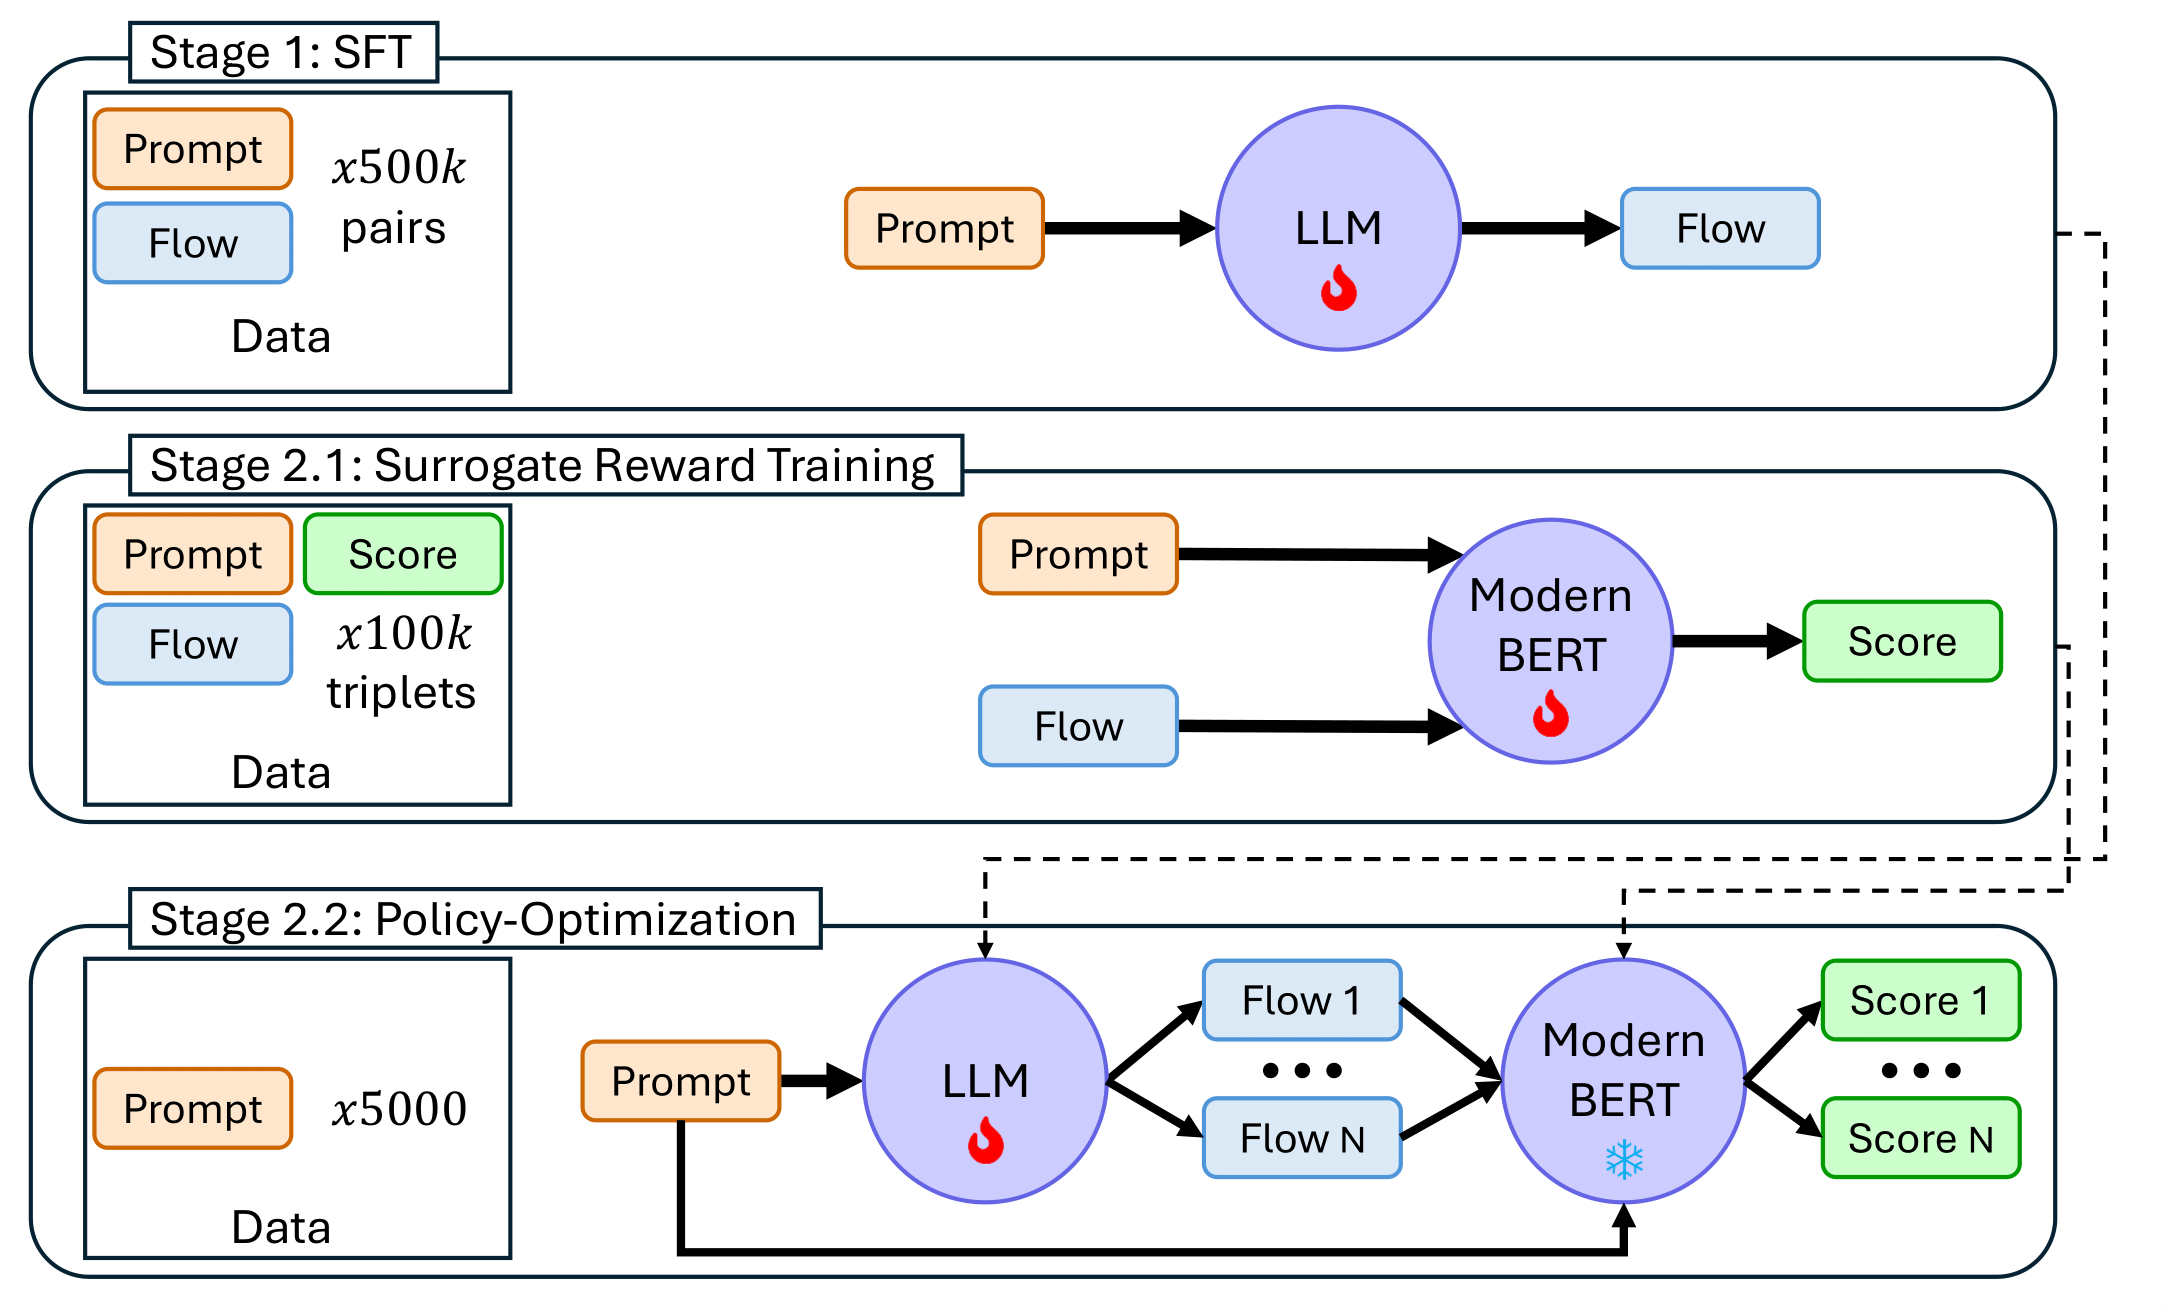 Stage 1: SFT
Prompt
x500k
pairs
Flow
Data
Prompt
LLM
Flow
Stage 2.1: Surrogate Reward Training
Prompt
Score
Flow
x100k
triplets
Data
Prompt
Flow
Modern
BERT
Score
Stage 2.2: Policy-Optimization
Prompt
x5000
Data
Prompt
LLM
Flow 1
Flow N
Modern
BERT
Score 1
Score N